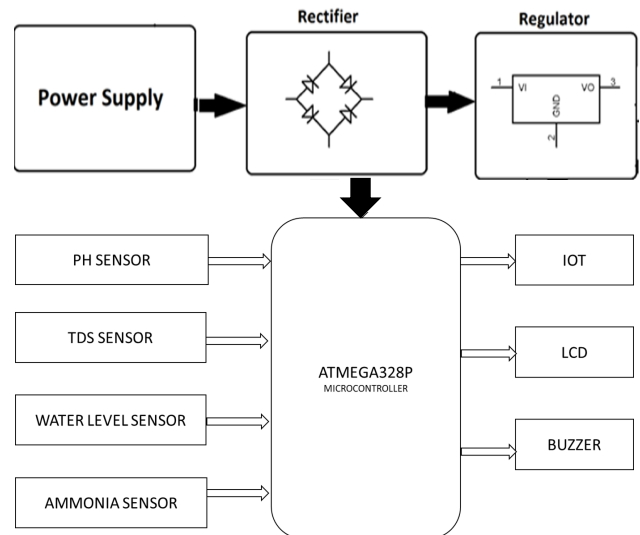 Rectifier
Regulator
Power Supply
1
VI
VO
3
GND
2
PH SENSOR
TDS SENSOR
WATER LEVEL SENSOR
AMMONIA SENSOR
ATMEGA328P
MICROCONTROLLER
IOT
LCD
BUZZER